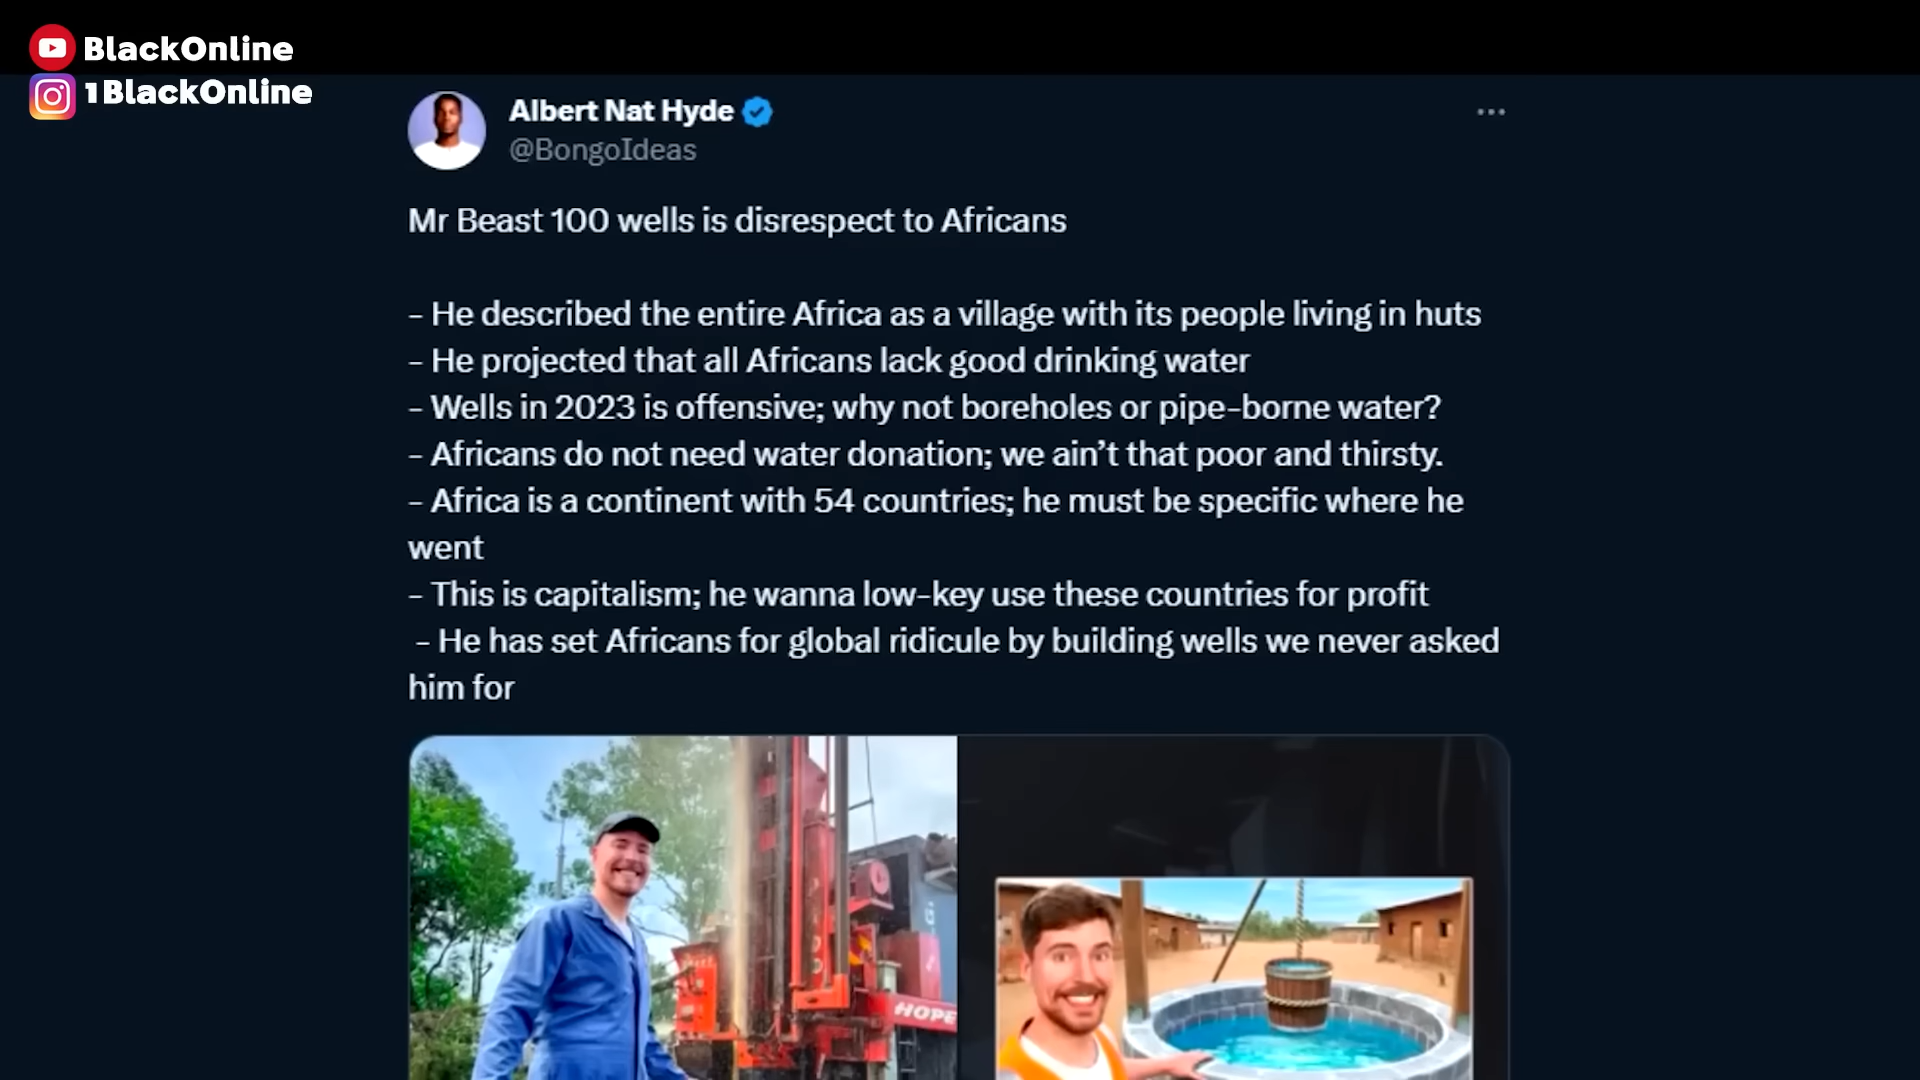 BlackOnline
1BlackOnline
Albert Nat Hyde
@BongoIdeas
Mr Beast 100 wells is disrespect to Africans
- He described the entire Africa as a village with its people living in huts
- He projected that all Africans lack good drinking water
- Wells in 2023 is offensive; why not boreholes or pipe-borne water?
- Africans do not need water donation; we ain't that poor and thirsty.
- Africa is a continent with 54 countries; he must be specific where he
went
- This is capitalism; he wanna low-key use these countries for profit
- He has set Africans for global ridicule by building wells we never asked
him for
HOPE